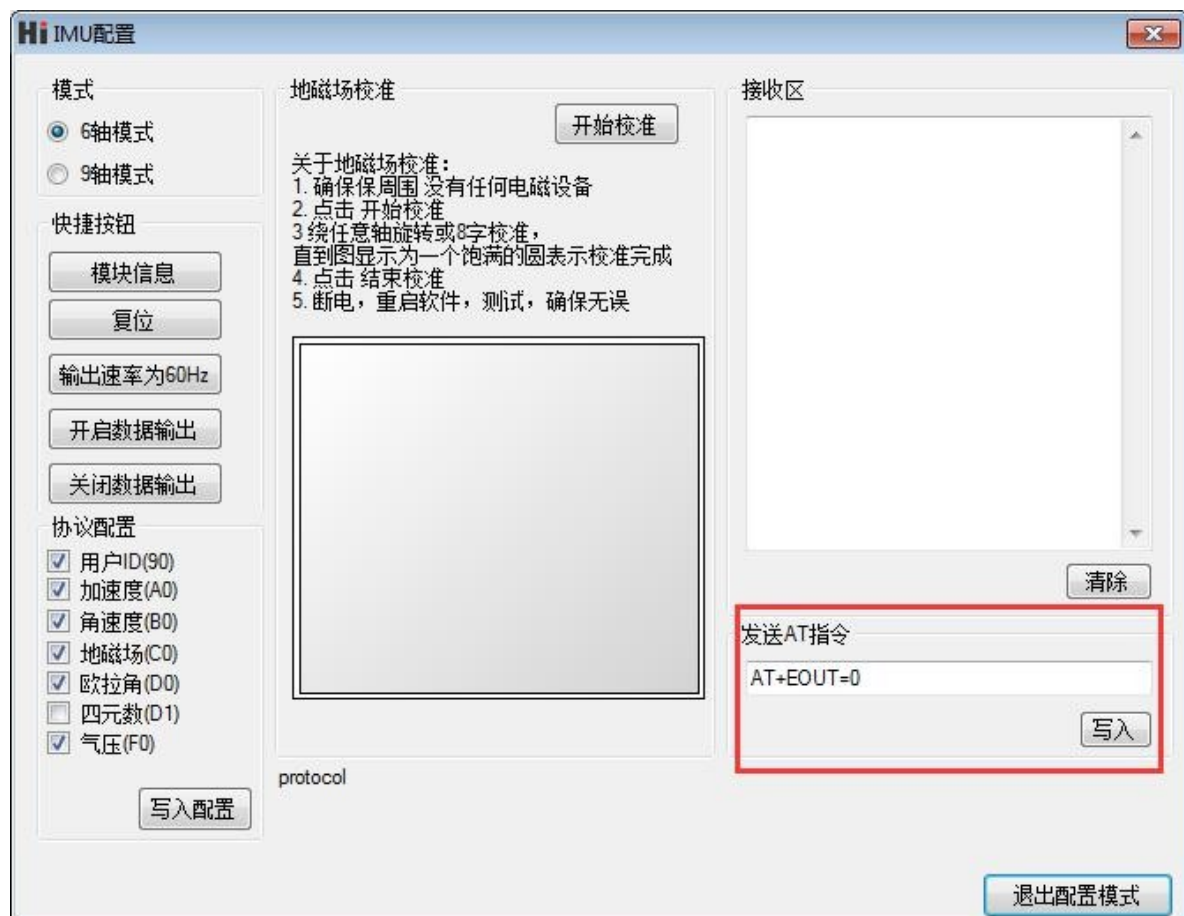 Hi IMU配置
模式
6轴模式
9轴模式
快捷按钮
模块信息
复位
输出速率为60Hz
开启数据输出
关闭数据输出
协议配置
用户ID(90)
加速度(A0)
角速度(B0)
地磁场(C0)
欧拉角(D0)
四元数(D1)
气压(F0)
写入配置
地磁场校准
开始校准
关于地磁场校准：
1. 确保保周围 没有任何电磁设备
2. 点击 开始校准
3 绕任意轴旋转或8字校准，
直到图显示为一个饱满的圆表示校准完成
4. 点击 结束校准
5. 断电，重启软件，测试，确保无误
protocol
接收区
清除
发送AT指令
AT+EOUT=0
写入
退出配置模式